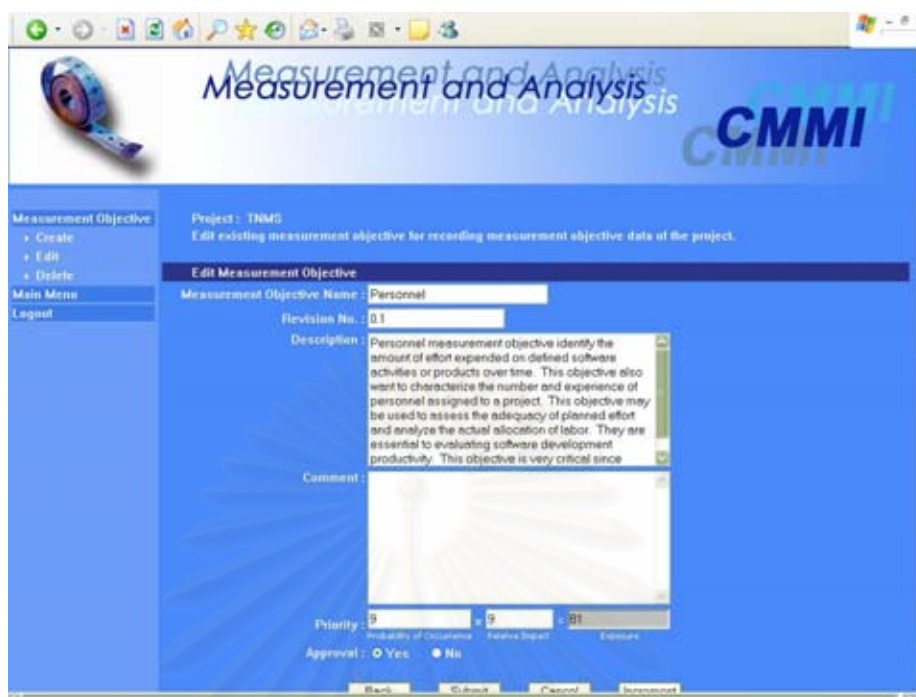 Measurement and Analysis
CMMI
Measurement Objective
Create
Edit
Delete
Main Menu
Logout
Project : TNMS
Edit existing measurement objective for recording measurement objective data of the project.
Edit Measurement Objective
Measurement Objective Name : Personnel
Revision No. : 0.1
Description : Personnel measurement objective identify the
amount of effort expended on defined software
activities or products over time. This objective also
want to characterize the number and experience of
personnel assigned to a project. This objective may
be used to assess the adequacy of planned effort
and analyze the actual allocation of labor. They are
essential to evaluating software development
productivity. This objective is very critical since
Comment :
Priority : 9 × 9 = 81
Probability of Occurrence Relative Impact Exposure
Approval : Yes No
Back Submit Cancel Increment